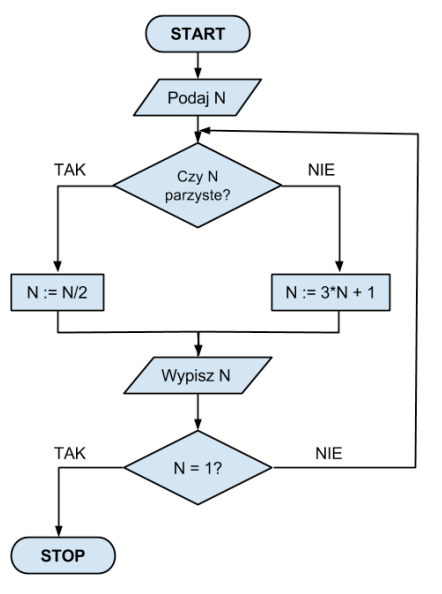 START
Podaj N
Czy N
parzyste?
TAK
NIE
N := N/2
N := 3*N + 1
Wypisz N
N = 1?
TAK
NIE
STOP